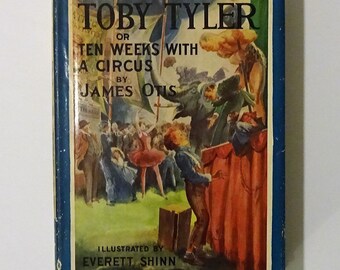 TOBY TYLER
OR
TEN WEEKS WITH
A CIRCUS
BY
JAMES OTIS
ILLUSTRATED BY
EVERETT SHINN